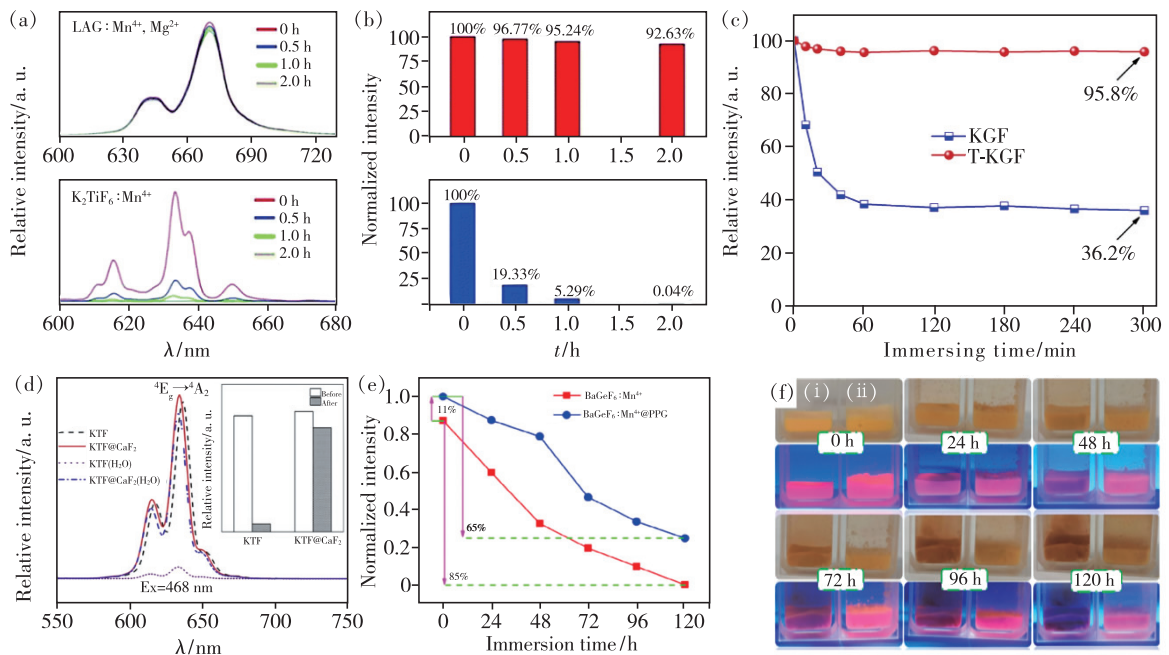 (a)
LAG:Mn⁴⁺, Mg²⁺
0 h
0.5 h
1.0 h
2.0 h
600 630 660 690 720
K₂TiF₆:Mn⁴⁺
0 h
0.5 h
1.0 h
2.0 h
600 620 640 660 680
λ/nm
Relative intensity/a. u.
(b)
100% 96.77% 95.24% 92.63%
100
75
50
25
0
0 0.5 1.0 1.5 2.0
100%
19.33%
5.29%
0.04%
100
75
50
25
0 0.5 1.0 1.5 2.0
t/h
Normalized intensity
(c)
100
80
60
40
20
0
95.8%
KGF
T-KGF
36.2%
0 60 120 180 240 300
Immersing time/min
Relative intensity/a. u.
(d)
⁴E_g→⁴A₂
KTF
KTF@CaF₂
KTF(H₂O)
KTF@CaF₂(H₂O)
Before
After
Relative intensity/a. u.
KTF KTF@CaF₂
Ex=468 nm
550 600 650 700 750
λ/nm
Relative intensity/a. u.
(e)
BaGeF₆:Mn⁴⁺
BaGeF₆:Mn⁴⁺@PPG
1.0
0.8
0.6
0.4
0.2
0
11%
65%
85%
0 24 48 72 96 120
Immersion time/h
Normalized intensity
(f) (i) (ii)
0 h 24 h 48 h
72 h 96 h 120 h